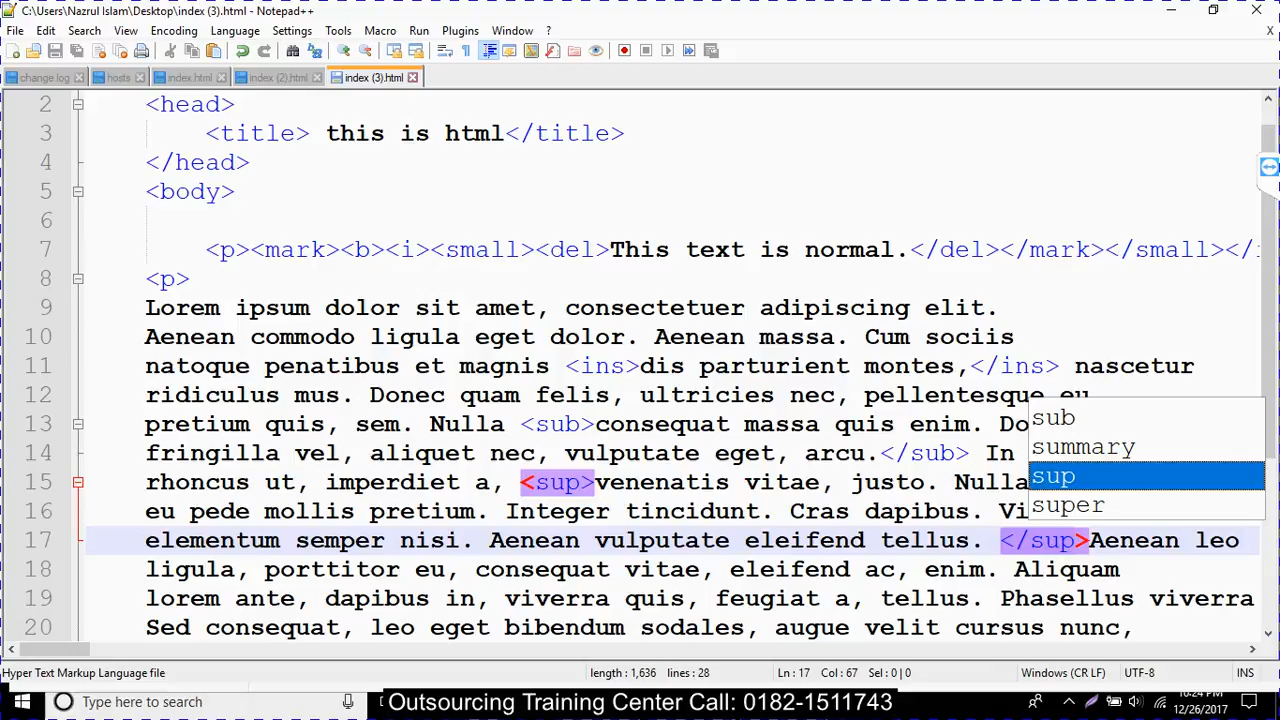 C:\Users\Nazrul Islam\Desktop\index (3).html - Notepad++
File Edit Search View Encoding Language Settings Tools Macro Run Plugins Window ? X
change log hosts index.html index (2).html index (3).html
2 <head>
3 <title> this is html</title>
4 </head>
5 <body>
6
7 <p><mark><b><i><small><del>This text is normal.</del></mark></small></i
8 <p>
9 Lorem ipsum dolor sit amet, consectetuer adipiscing elit.
10 Aenean commodo ligula eget dolor. Aenean massa. Cum sociis
11 natoque penatibus et magnis <ins>dis parturient montes,</ins> nascetur
12 ridiculus mus. Donec quam felis, ultricies nec, pellentesque eu
13 pretium quis, sem. Nulla <sub>consequat massa quis enim. Do
14 fringilla vel, aliquet nec, vulputate eget, arcu.</sub> In
15 rhoncus ut, imperdiet a, <sup>venenatis vitae, justo. Nulla
16 eu pede mollis pretium. Integer tincidunt. Cras dapibus. Vi
17 elementum semper nisi. Aenean vulputate eleifend tellus. </sup>Aenean leo
18 ligula, porttitor eu, consequat vitae, eleifend ac, enim. Aliquam
19 lorem ante, dapibus in, viverra quis, feugiat a, tellus. Phasellus viverra
20 Sed consequat, leo eget bibendum sodales, augue velit cursus nunc,
sub
summary
sup
super
Hyper Text Markup Language file length : 1,636 lines : 28 Ln : 17 Col : 67 Sel : 0 | 0 Windows (CR LF) UTF-8 INS
Type here to search
Outsourcing Training Center Call: 0182-1511743
10:24 PM
12/26/2017